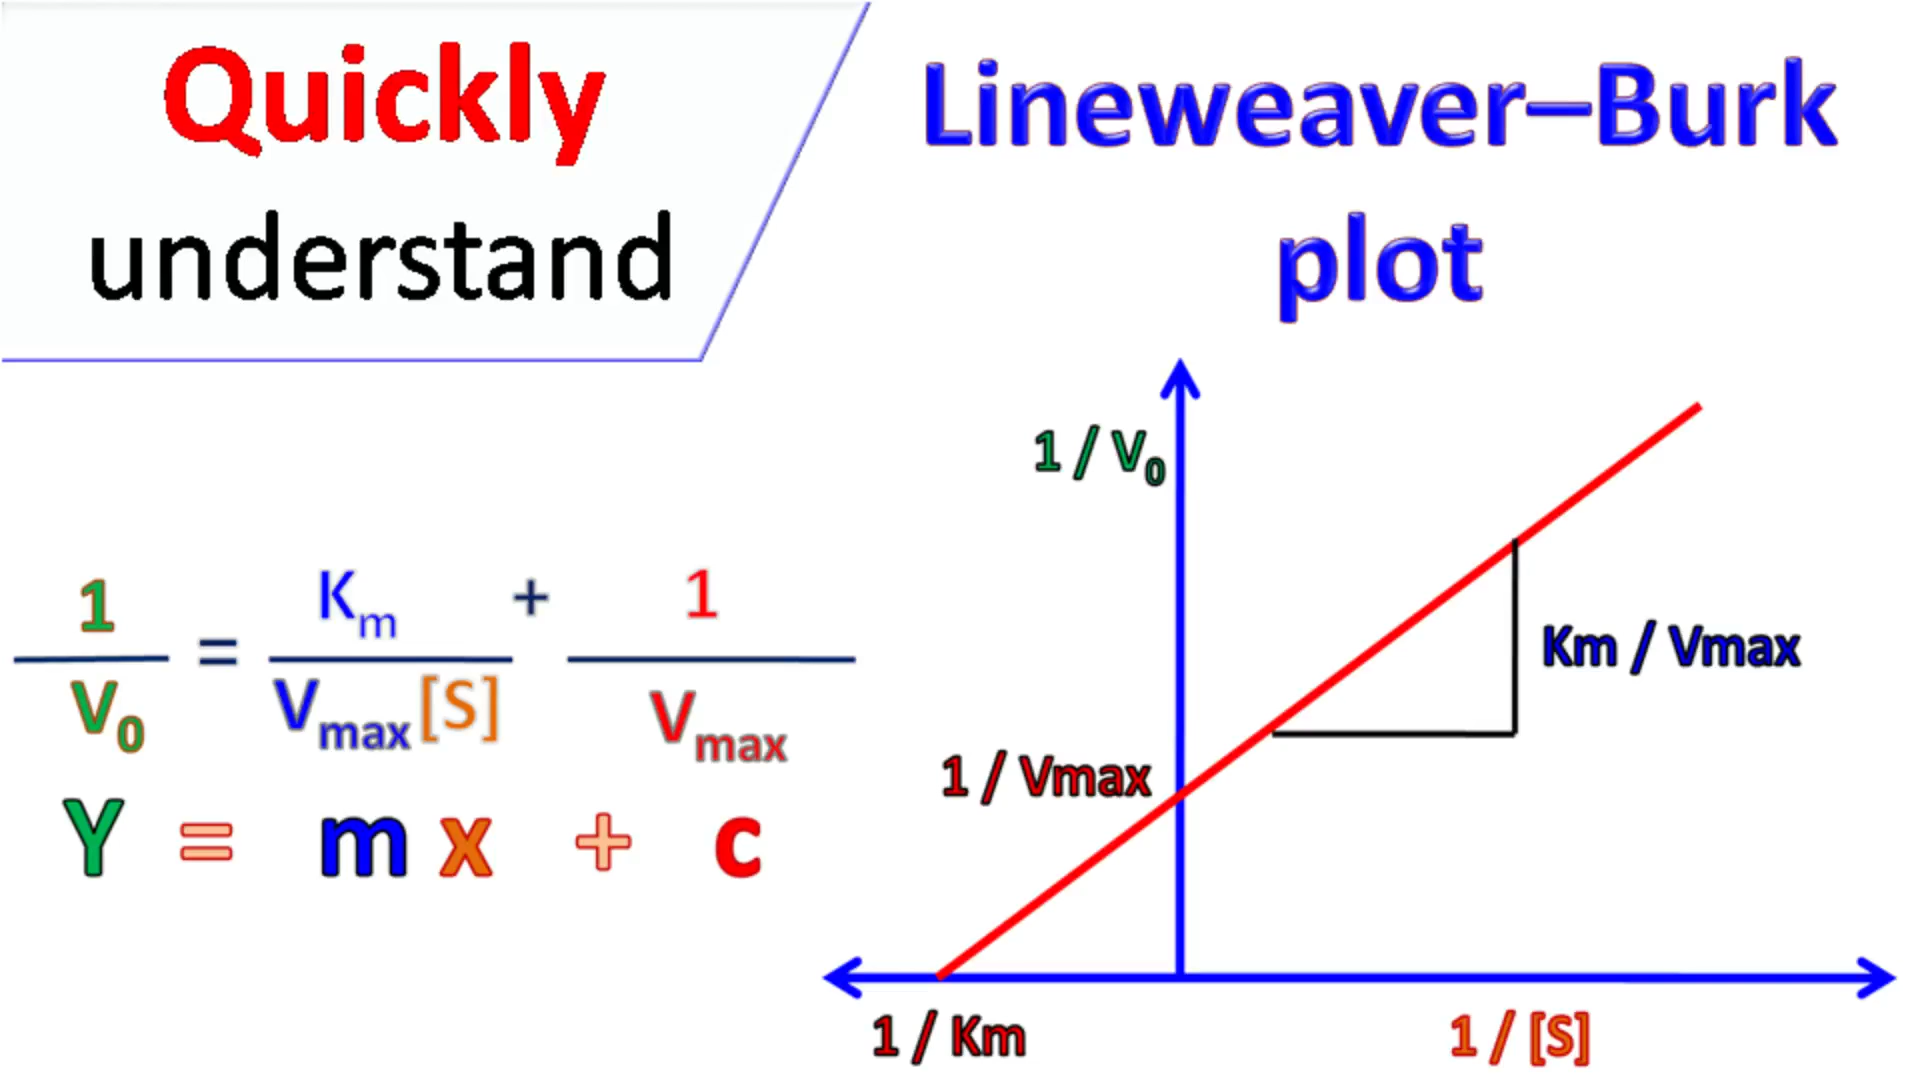 Quickly
understand
Lineweaver–Burk
plot
1 / V₀ = Kₘ / Vmax [S] + 1 / Vmax
Y = m x + c
1 / V₀
Km / Vmax
1 / Vmax
1 / Km
1 / [S]